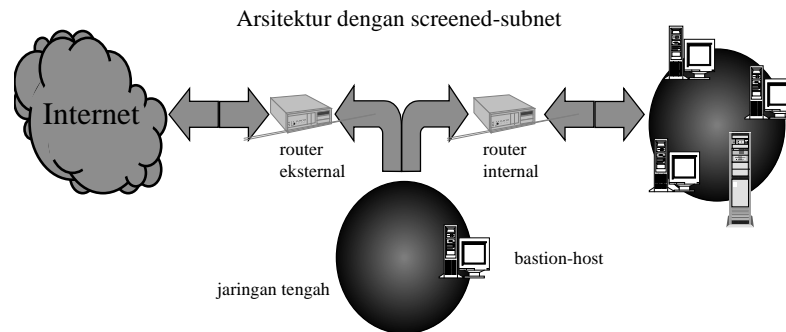 Arsitektur dengan screened-subnet
Internet
router
eksternal
router
internal
bastion-host
jaringan tengah